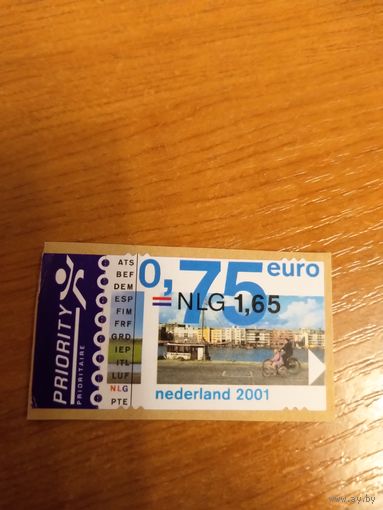 PRIORITY
PRIORITAIRE
ATS
BEF
DEM
ESP
FIM
FRF
GRD
IEP
ITL
LUF
NLG
PTE
0,75 euro
= NLG 1,65
nederland 2001
www.ay.by